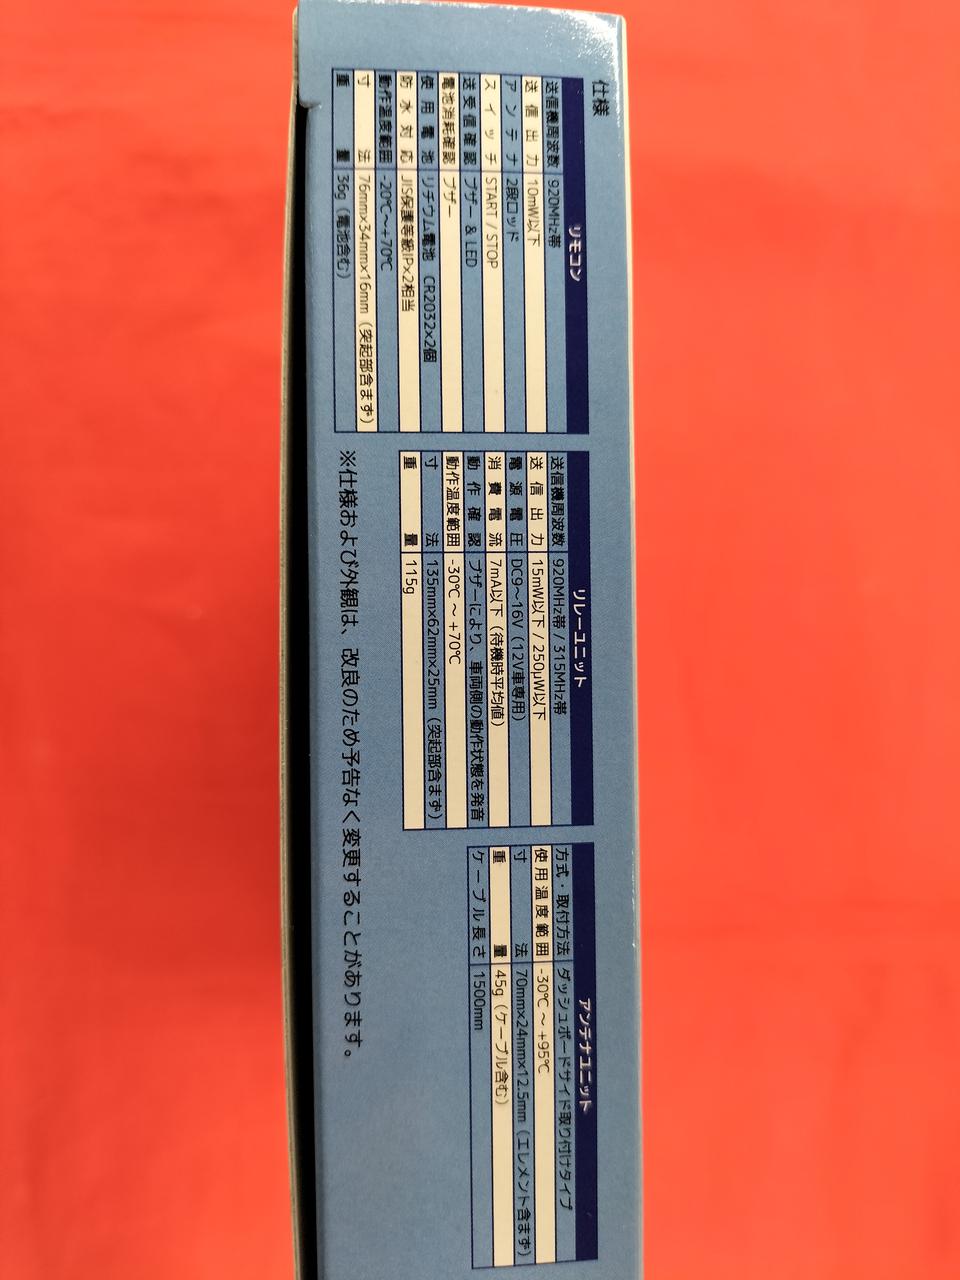 仕様
リモコン
送信機周波数 920MHz帯
送信出力 10mW以下
アンテナ 2段ロッド
スイッチ START / STOP
送受信確認 ブザー & LED
電池消耗確認 ブザー
使用電池 リチウム電池 CR2032×2個
防水対応 JIS保護等級IP×2相当
動作温度範囲 -20℃~+70℃
寸法 76mm×34mm×16mm（突起部含まず）
重量 36g（電池含む）
リレーユニット
送信機周波数 920MHz帯 / 315MHz帯
送信出力 15mW以下 / 250μW以下
電源電圧 DC9~16V（12V車専用）
消費電流 7mA以下（待機時平均値）
動作確認 ブザーにより、車両側の動作状態を発音
動作温度範囲 -30℃ ~ +70℃
寸法 135mm×62mm×25mm（突起部含まず）
重量 115g
アンテナユニット
方式・取付方法 ダッシュボードサイド取り付けタイプ
使用温度範囲 -30℃ ~ +95℃
寸法 70mm×24mm×12.5mm（エレメント含まず）
重量 45g（ケーブル含む）
ケーブル長さ 1500mm
※仕様および外観は、改良のため予告なく変更することがあります。